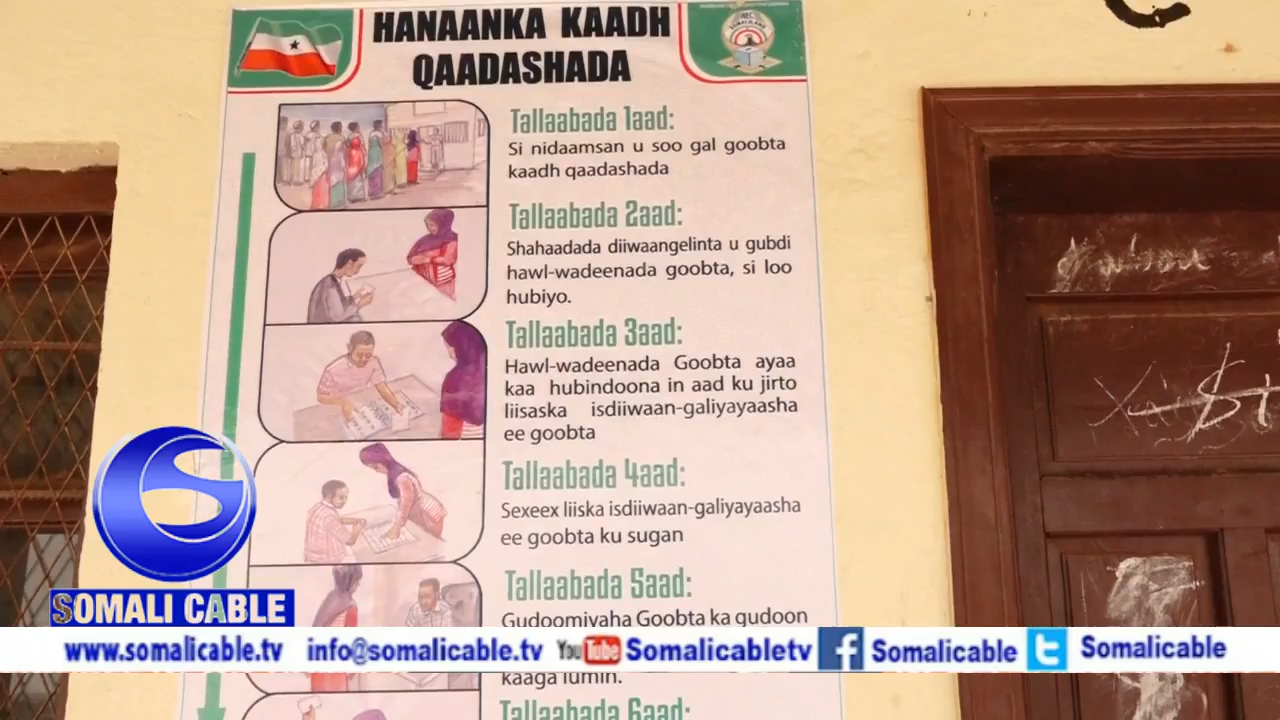 HANAANKA KAADH
QAADASHADA
Tallaabada 1aad:
Si nidaamsan u soo gal goobta
kaadh qaadashada
Tallaabada 2aad:
Shahaadada diiwaangelinta u gubdi
hawl-wadeenada goobta, si loo
hubiyo.
Tallaabada 3aad:
Hawl-wadeenada Goobta ayaa
kaa hubindoona in aad ku jirto
liisaska isdiiwaan-galiyayaasha
ee goobta
Tallaabada 4aad:
Sexeex liiska isdiiwaan-galiyayaasha
ee goobta ku sugan
Tallaabada 5aad:
Gudoomiyaha Goobta ka gudoon
kaaga lumin.
Tallaabada 6aad:
SOMALI CABLE
www.somalicable.tv info@somalicable.tv YouTube Somalicabletv Somalicable Somalicable